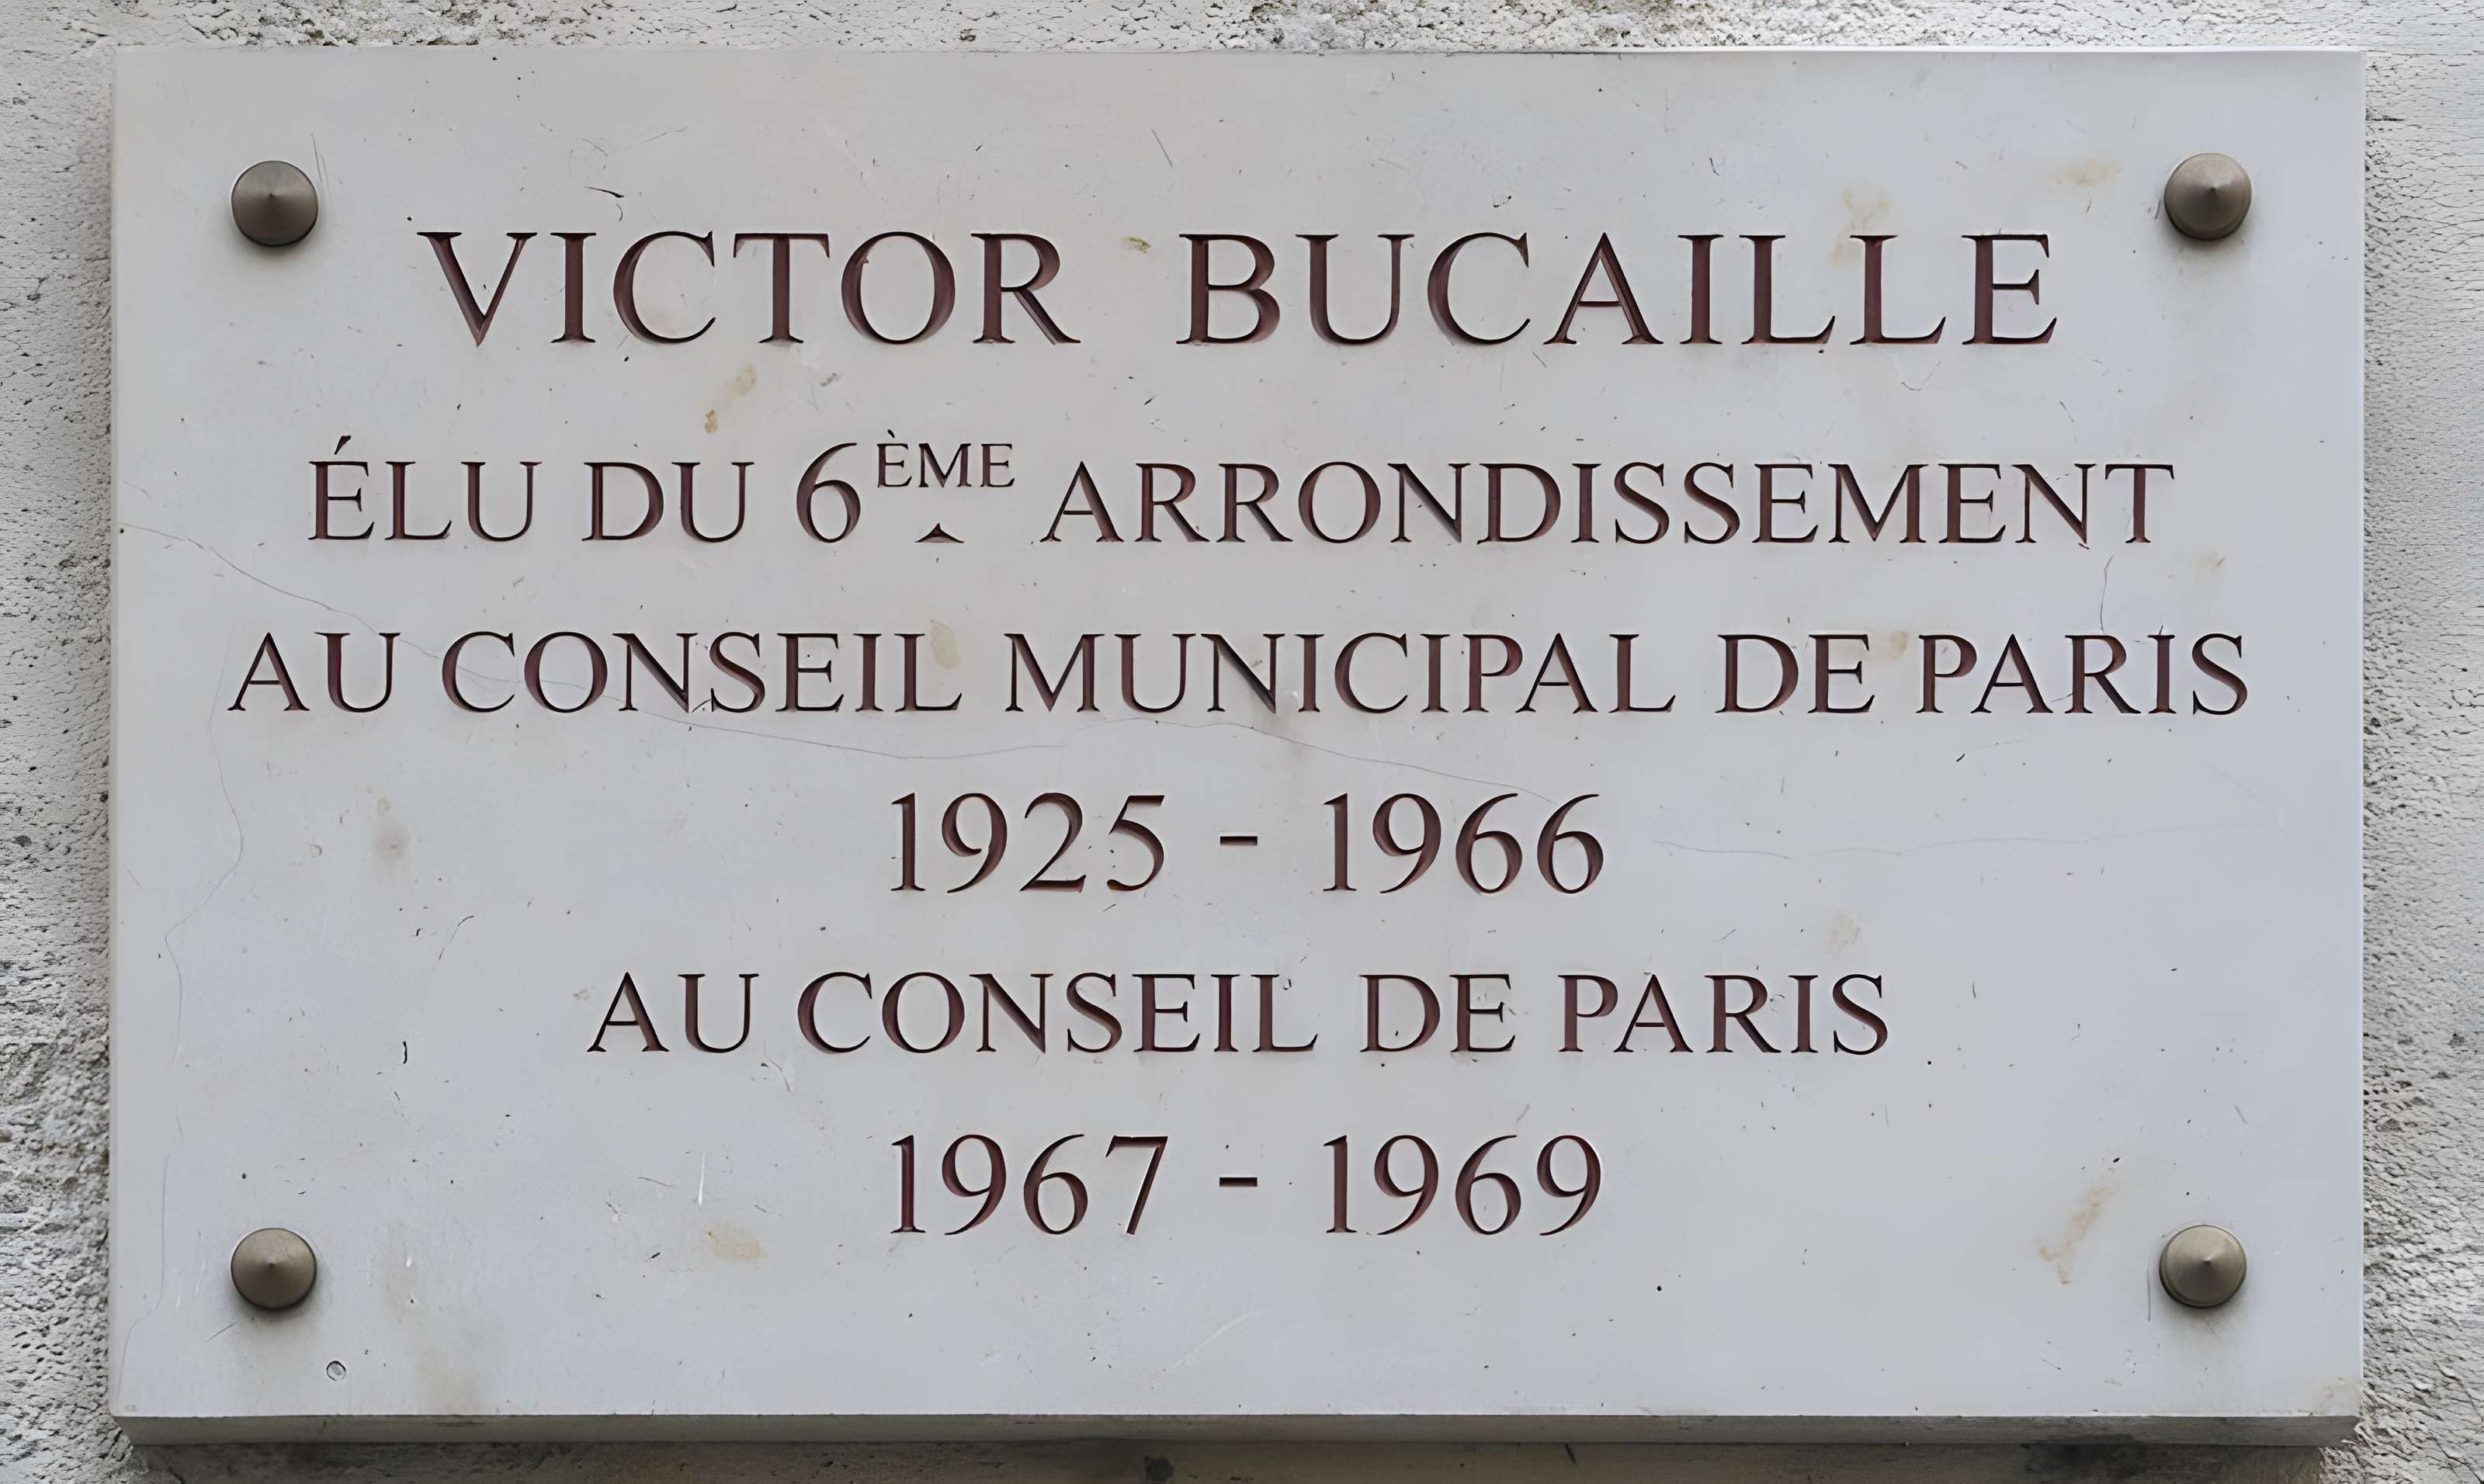 VICTOR BUCAILLE
ÉLU DU 6ÈME ARRONDISSEMENT
AU CONSEIL MUNICIPAL DE PARIS
1925 - 1966
AU CONSEIL DE PARIS
1967 - 1969